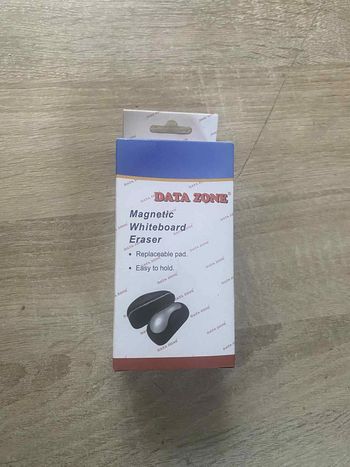 DATA ZONE®
Magnetic
Whiteboard
Eraser
• Replaceable pad.
• Easy to hold.